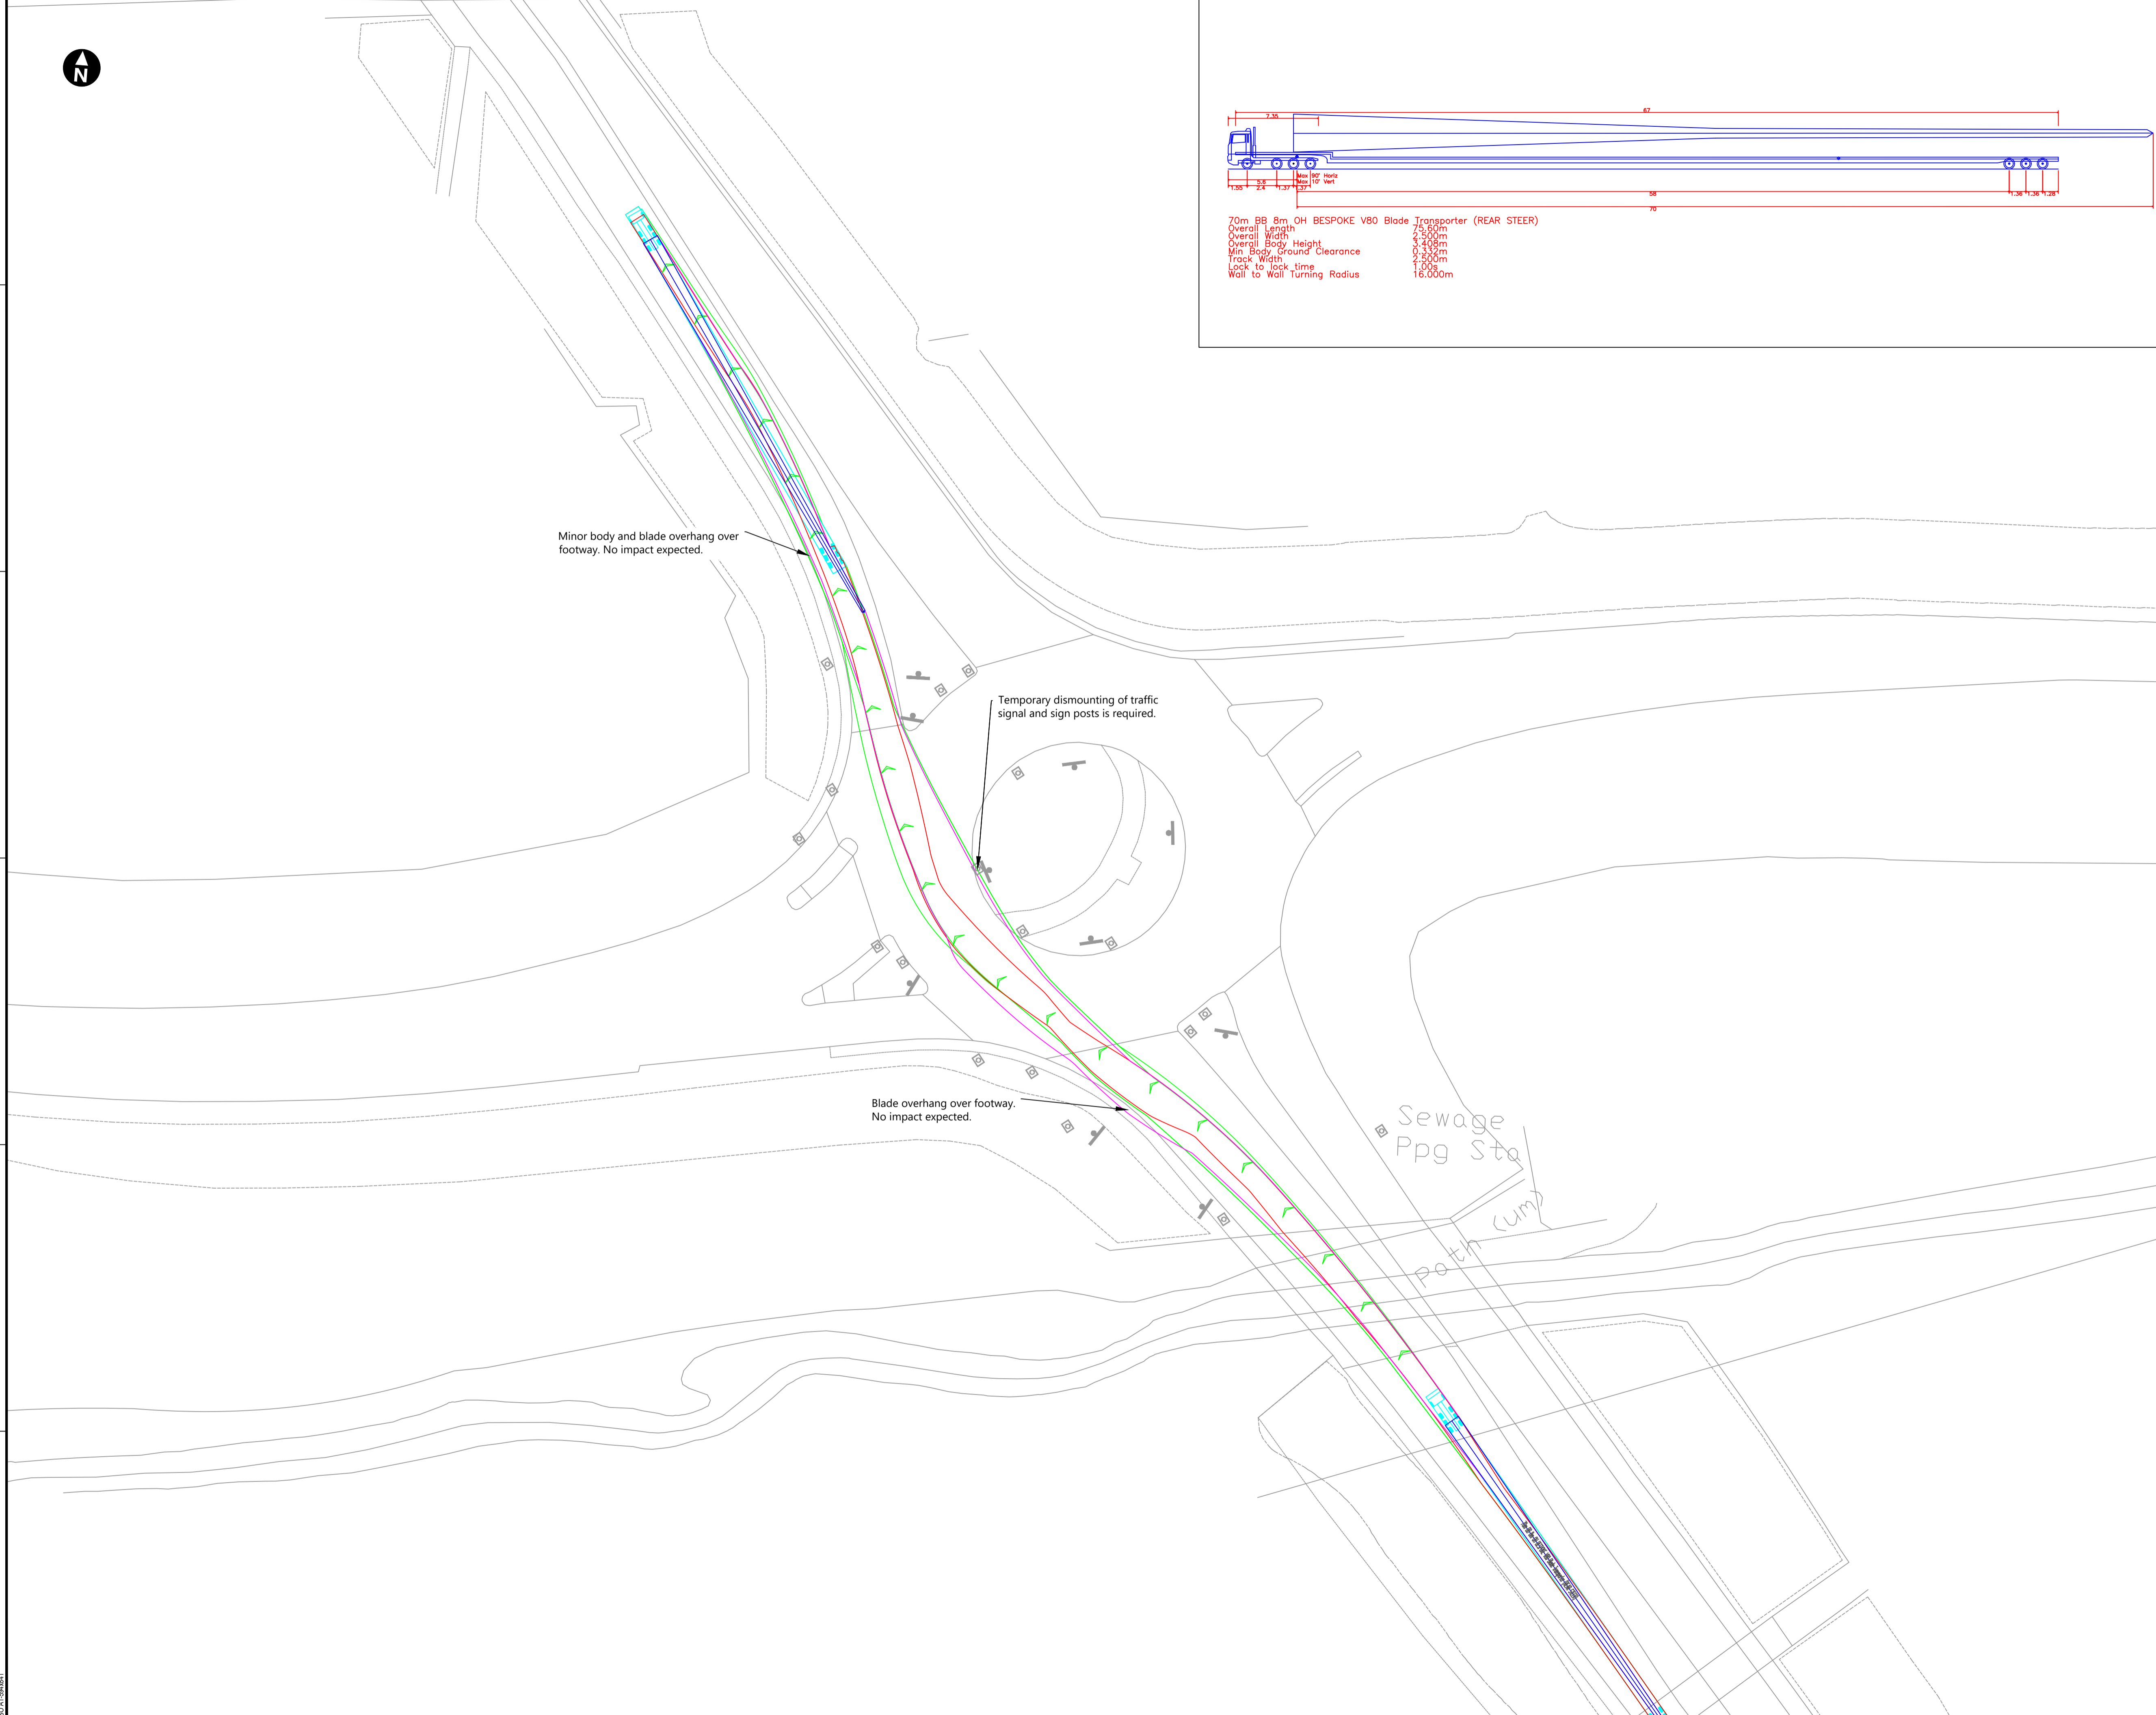 N
67
7.35
Max 90° Horiz
Max 10° Vert
5.6
1.55
2.4
1.37
1.37
58
1.36
1.36
1.28
70
70m BB 8m OH BESPOKE V80 Blade Transporter (REAR STEER)
Overall Length 75.60m
Overall Width 2.500m
Overall Body Height 3.408m
Min Body Ground Clearance 0.332m
Track Width 2.500m
Lock to lock time 1.00s
Wall to Wall Turning Radius 16.000m
Minor body and blade overhang over
footway. No impact expected.
Temporary dismounting of traffic
signal and sign posts is required.
Blade overhang over footway.
No impact expected.
Sewage
Ppg Sta
path (um)